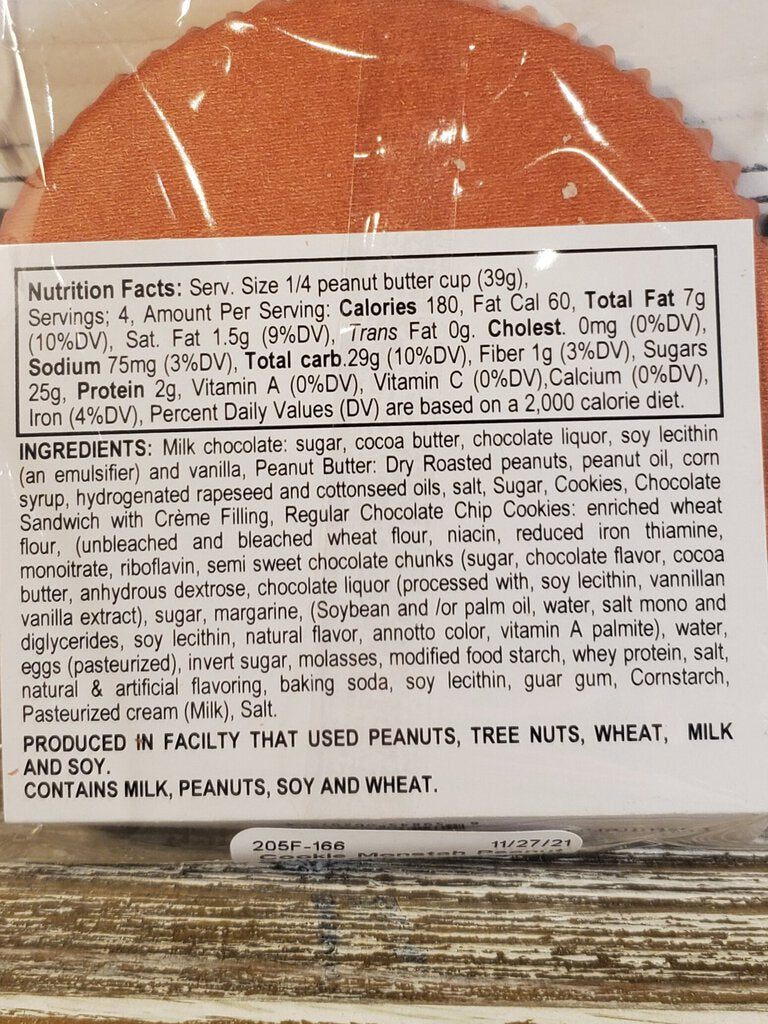 Nutrition Facts: Serv. Size 1/4 peanut butter cup (39g),
Servings; 4, Amount Per Serving: Calories 180, Fat Cal 60, Total Fat 7g
(10%DV), Sat. Fat 1.5g (9%DV), Trans Fat 0g. Cholest. 0mg (0%DV),
Sodium 75mg (3%DV), Total carb.29g (10%DV), Fiber 1g (3%DV), Sugars
25g, Protein 2g, Vitamin A (0%DV), Vitamin C (0%DV),Calcium (0%DV),
Iron (4%DV), Percent Daily Values (DV) are based on a 2,000 calorie diet.
INGREDIENTS: Milk chocolate: sugar, cocoa butter, chocolate liquor, soy lecithin
(an emulsifier) and vanilla, Peanut Butter: Dry Roasted peanuts, peanut oil, corn
syrup, hydrogenated rapeseed and cottonseed oils, salt, Sugar, Cookies, Chocolate
Sandwich with Crème Filling, Regular Chocolate Chip Cookies: enriched wheat
flour, (unbleached and bleached wheat flour, niacin, reduced iron thiamine,
monoitrate, riboflavin, semi sweet chocolate chunks (sugar, chocolate flavor, cocoa
butter, anhydrous dextrose, chocolate liquor (processed with, soy lecithin, vannillan
vanilla extract), sugar, margarine, (Soybean and /or palm oil, water, salt mono and
diglycerides, soy lecithin, natural flavor, annotto color, vitamin A palmite), water,
eggs (pasteurized), invert sugar, molasses, modified food starch, whey protein, salt,
natural & artificial flavoring, baking soda, soy lecithin, guar gum, Cornstarch,
Pasteurized cream (Milk), Salt.
PRODUCED IN FACILTY THAT USED PEANUTS, TREE NUTS, WHEAT, MILK
AND SOY.
CONTAINS MILK, PEANUTS, SOY AND WHEAT.
205F-166 11/27/21
Cookie Monstah Peanut